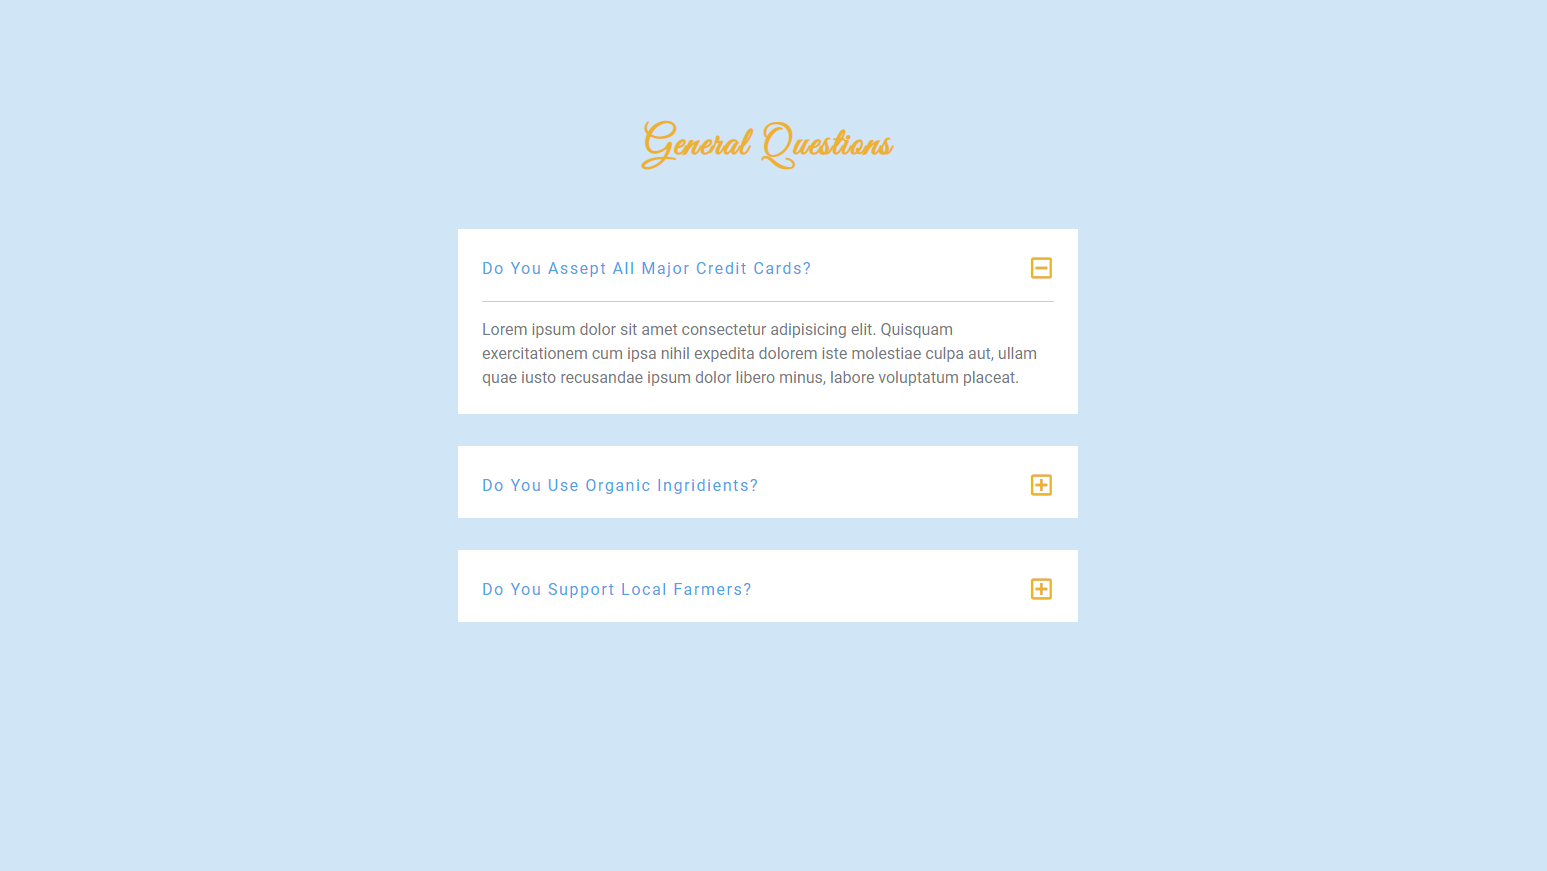 General Questions
Do You Assept All Major Credit Cards?
Lorem ipsum dolor sit amet consectetur adipisicing elit. Quisquam
exercitationem cum ipsa nihil expedita dolorem iste molestiae culpa aut, ullam
quae iusto recusandae ipsum dolor libero minus, labore voluptatum placeat.
Do You Use Organic Ingridients?
Do You Support Local Farmers?